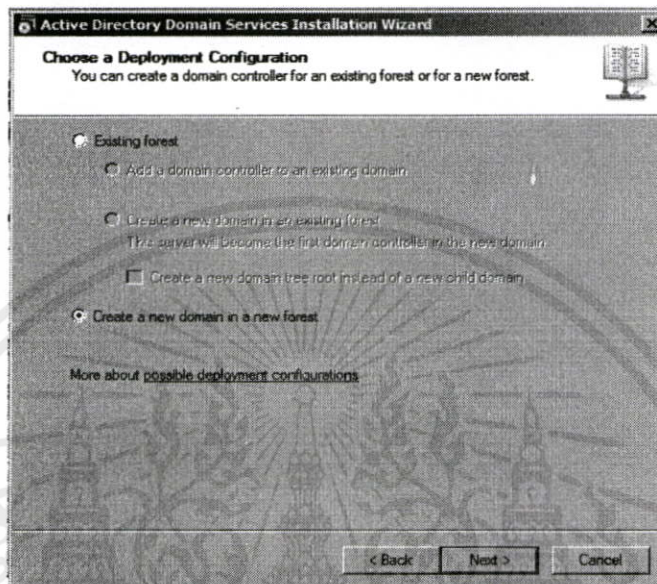 Active Directory Domain Services Installation Wizard
Choose a Deployment Configuration
You can create a domain controller for an existing forest or for a new forest.
Existing forest
Add a domain controller to an existing domain
Create a new domain in an existing forest
This server will become the first domain controller in the new domain.
Create a new domain tree root instead of a new child domain
Create a new domain in a new forest
More about possible deployment configurations
< Back
Next >
Cancel